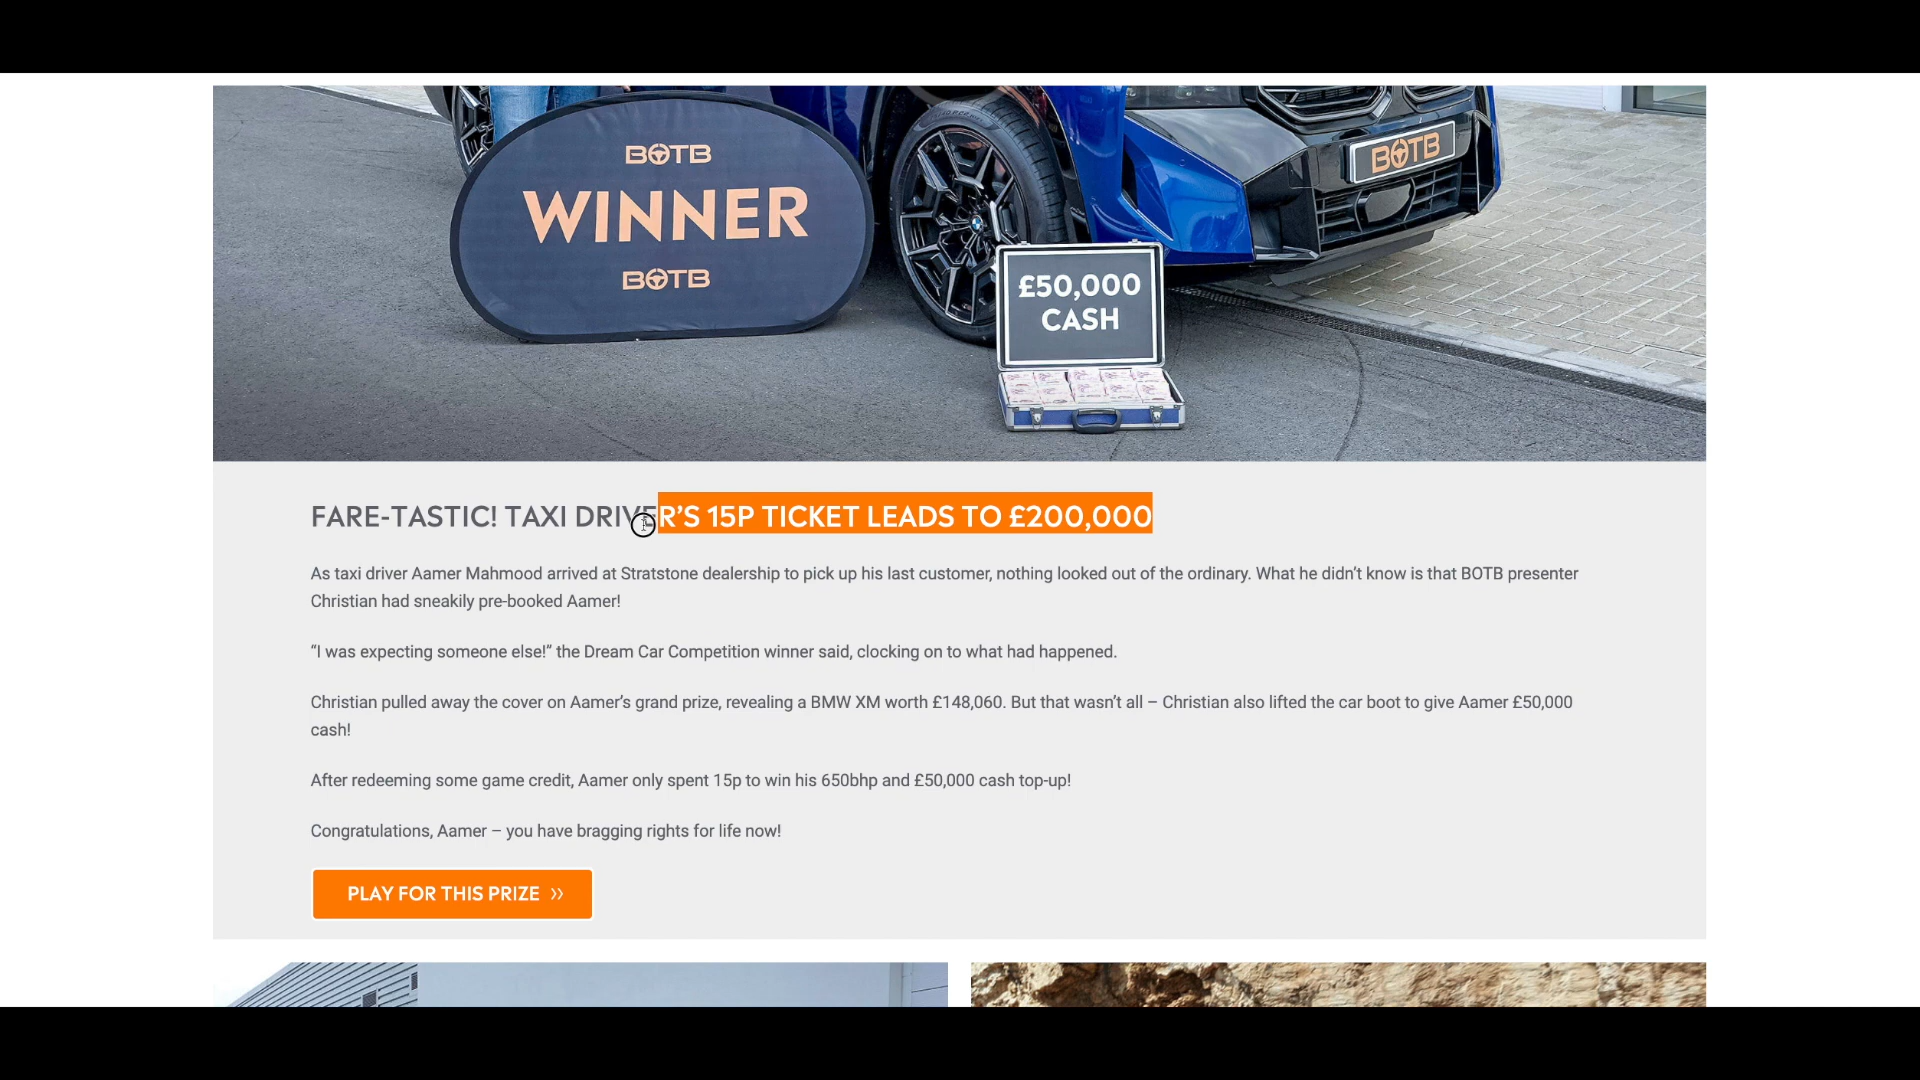 BOTB
WINNER
BOTB
BOTB
£50,000
CASH
FARE-TASTIC! TAXI DRIVER’S 15P TICKET LEADS TO £200,000
As taxi driver Aamer Mahmood arrived at Stratstone dealership to pick up his last customer, nothing looked out of the ordinary. What he didn’t know is that BOTB presenter
Christian had sneakily pre-booked Aamer!
“I was expecting someone else!” the Dream Car Competition winner said, clocking on to what had happened.
Christian pulled away the cover on Aamer’s grand prize, revealing a BMW XM worth £148,060. But that wasn’t all – Christian also lifted the car boot to give Aamer £50,000
cash!
After redeeming some game credit, Aamer only spent 15p to win his 650bhp and £50,000 cash top-up!
Congratulations, Aamer – you have bragging rights for life now!
PLAY FOR THIS PRIZE »